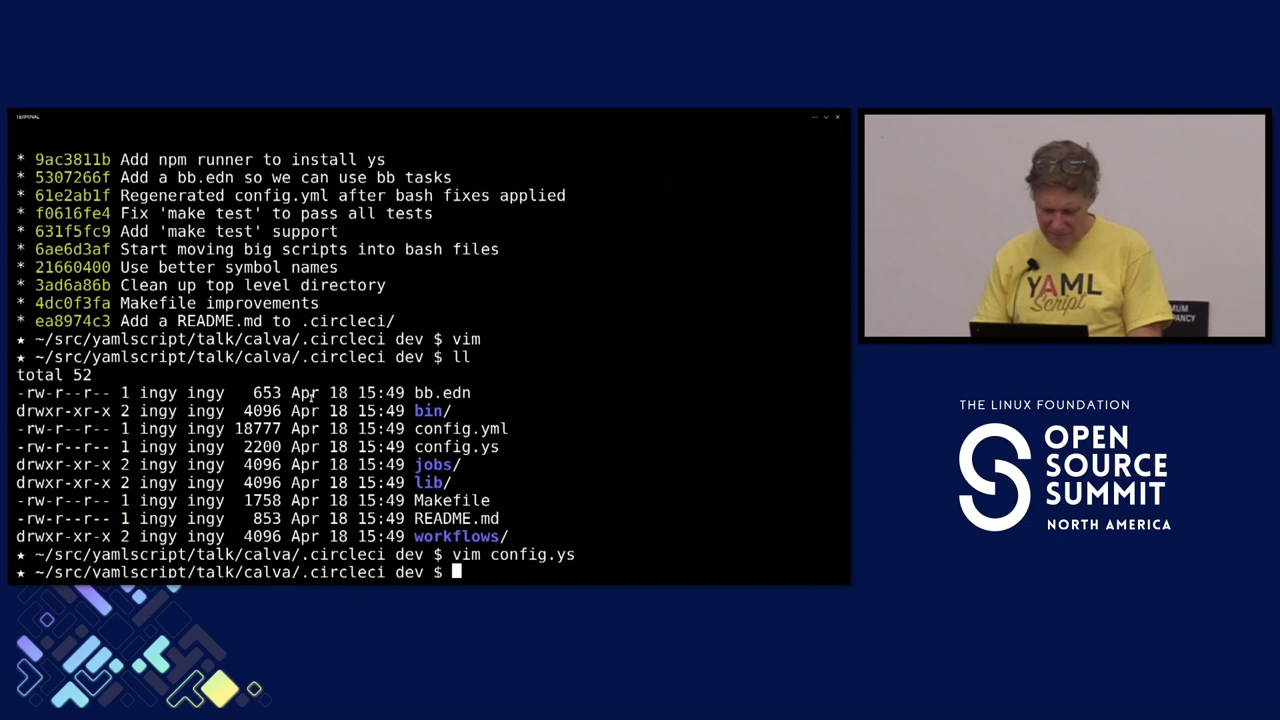 TERMINAL
* 9ac3811b Add npm runner to install ys
* 5307266f Add a bb.edn so we can use bb tasks
* 61e2ab1f Regenerated config.yml after bash fixes applied
* f0616fe4 Fix 'make test' to pass all tests
* 631f5fc9 Add 'make test' support
* 6ae6d3af Start moving big scripts into bash files
* 21660400 Use better symbol names
* 3ad6a86b Clean up top level directory
* 4dc0f3fa Makefile improvements
* ea8974c3 Add a README.md to .circleci/
★ ~/src/yamlscript/talk/calva/.circleci dev $ vim
★ ~/src/yamlscript/talk/calva/.circleci dev $ ll
total 52
-rw-r--r-- 1 ingy ingy   653 Apr 18 15:49 bb.edn
drwxr-xr-x 2 ingy ingy  4096 Apr 18 15:49 bin/
-rw-r--r-- 1 ingy ingy 18777 Apr 18 15:49 config.yml
-rw-r--r-- 1 ingy ingy  2200 Apr 18 15:49 config.ys
drwxr-xr-x 2 ingy ingy  4096 Apr 18 15:49 jobs/
drwxr-xr-x 2 ingy ingy  4096 Apr 18 15:49 lib/
-rw-r--r-- 1 ingy ingy  1758 Apr 18 15:49 Makefile
-rw-r--r-- 1 ingy ingy   853 Apr 18 15:49 README.md
drwxr-xr-x 2 ingy ingy  4096 Apr 18 15:49 workflows/
★ ~/src/yamlscript/talk/calva/.circleci dev $ vim config.ys
★ ~/src/yamlscript/talk/calva/.circleci dev $
YAML
Script
THE LINUX FOUNDATION
OPEN
SOURCE
SUMMIT
NORTH AMERICA